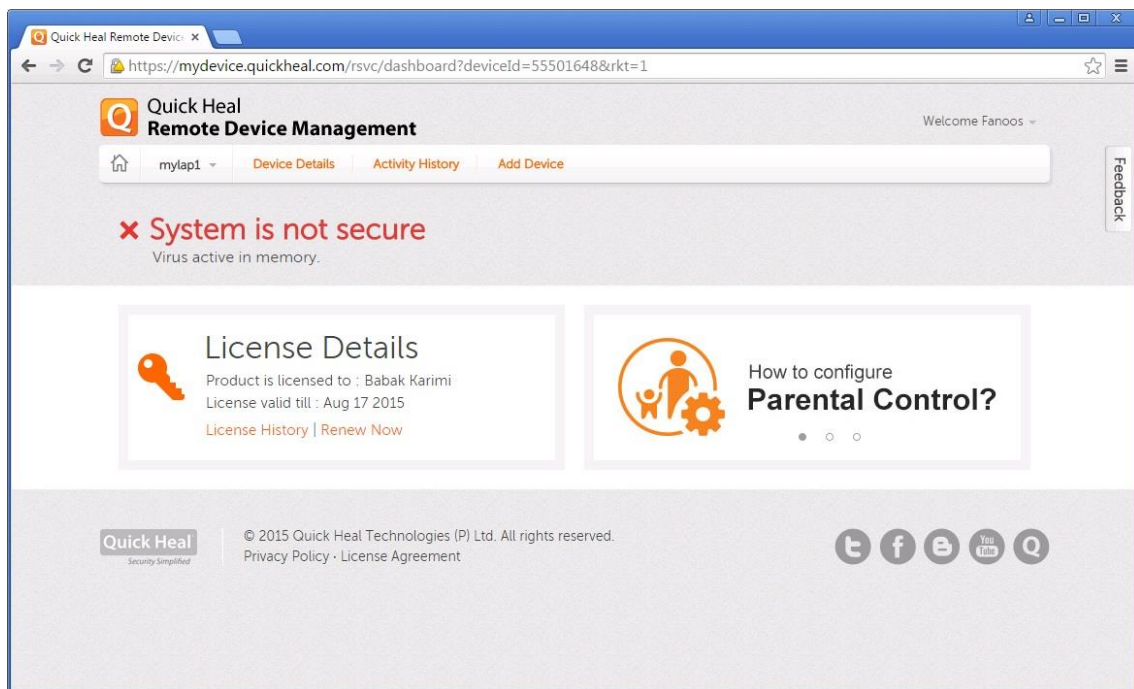 Quick Heal Remote Device
https://mydevice.quickheal.com/rsvc/dashboard?deviceId=55501648&rkt=1
Quick Heal
Remote Device Management
Welcome Fanoos
mylap1 Device Details Activity History Add Device
Feedback
System is not secure
Virus active in memory.
License Details
Product is licensed to : Babak Karimi
License valid till : Aug 17 2015
License History | Renew Now
How to configure
Parental Control?
Quick Heal
Security Simplified
© 2015 Quick Heal Technologies (P) Ltd. All rights reserved.
Privacy Policy · License Agreement
You
Tube